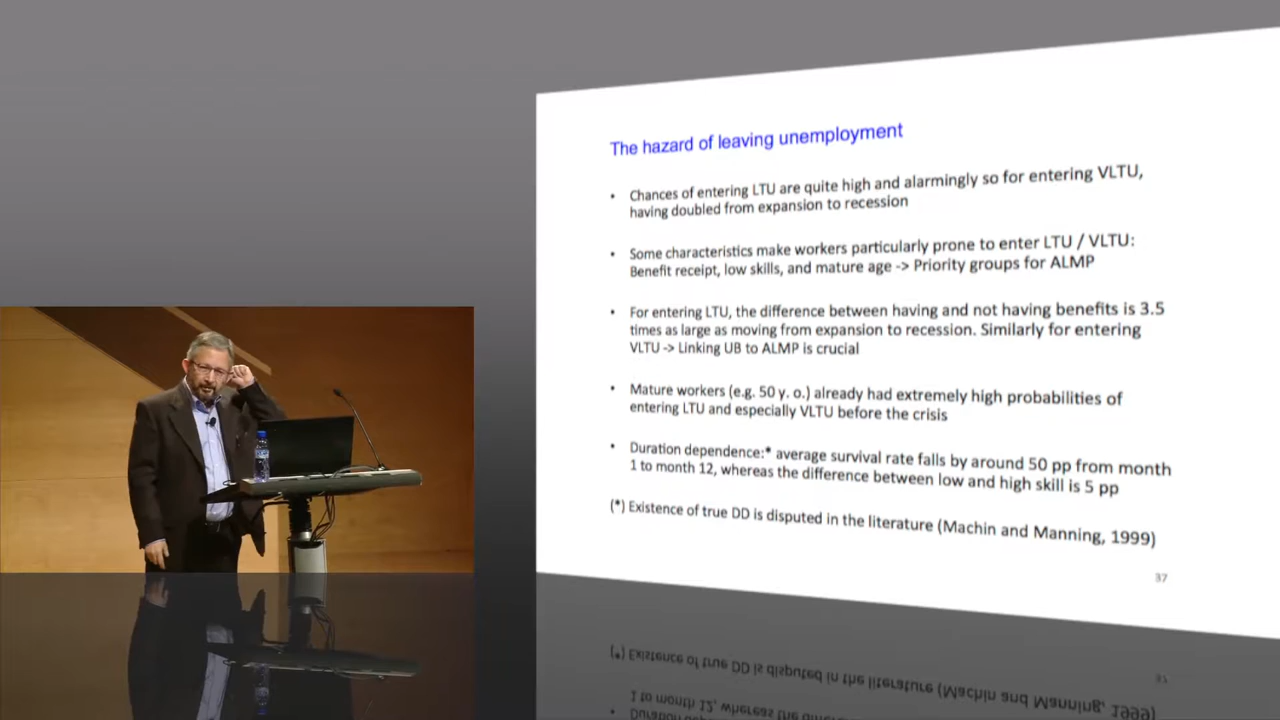 The hazard of leaving unemployment
• Chances of entering LTU are quite high and alarmingly so for entering VLTU,
having doubled from expansion to recession
• Some characteristics make workers particularly prone to enter LTU / VLTU:
Benefit receipt, low skills, and mature age -> Priority groups for ALMP
• For entering LTU, the difference between having and not having benefits is 3.5
times as large as moving from expansion to recession. Similarly for entering
VLTU -> Linking UB to ALMP is crucial
• Mature workers (e.g. 50 y. o.) already had extremely high probabilities of
entering LTU and especially VLTU before the crisis
• Duration dependence:* average survival rate falls by around 50 pp from month
1 to month 12, whereas the difference between low and high skill is 5 pp
(*) Existence of true DD is disputed in the literature (Machin and Manning, 1999)
37